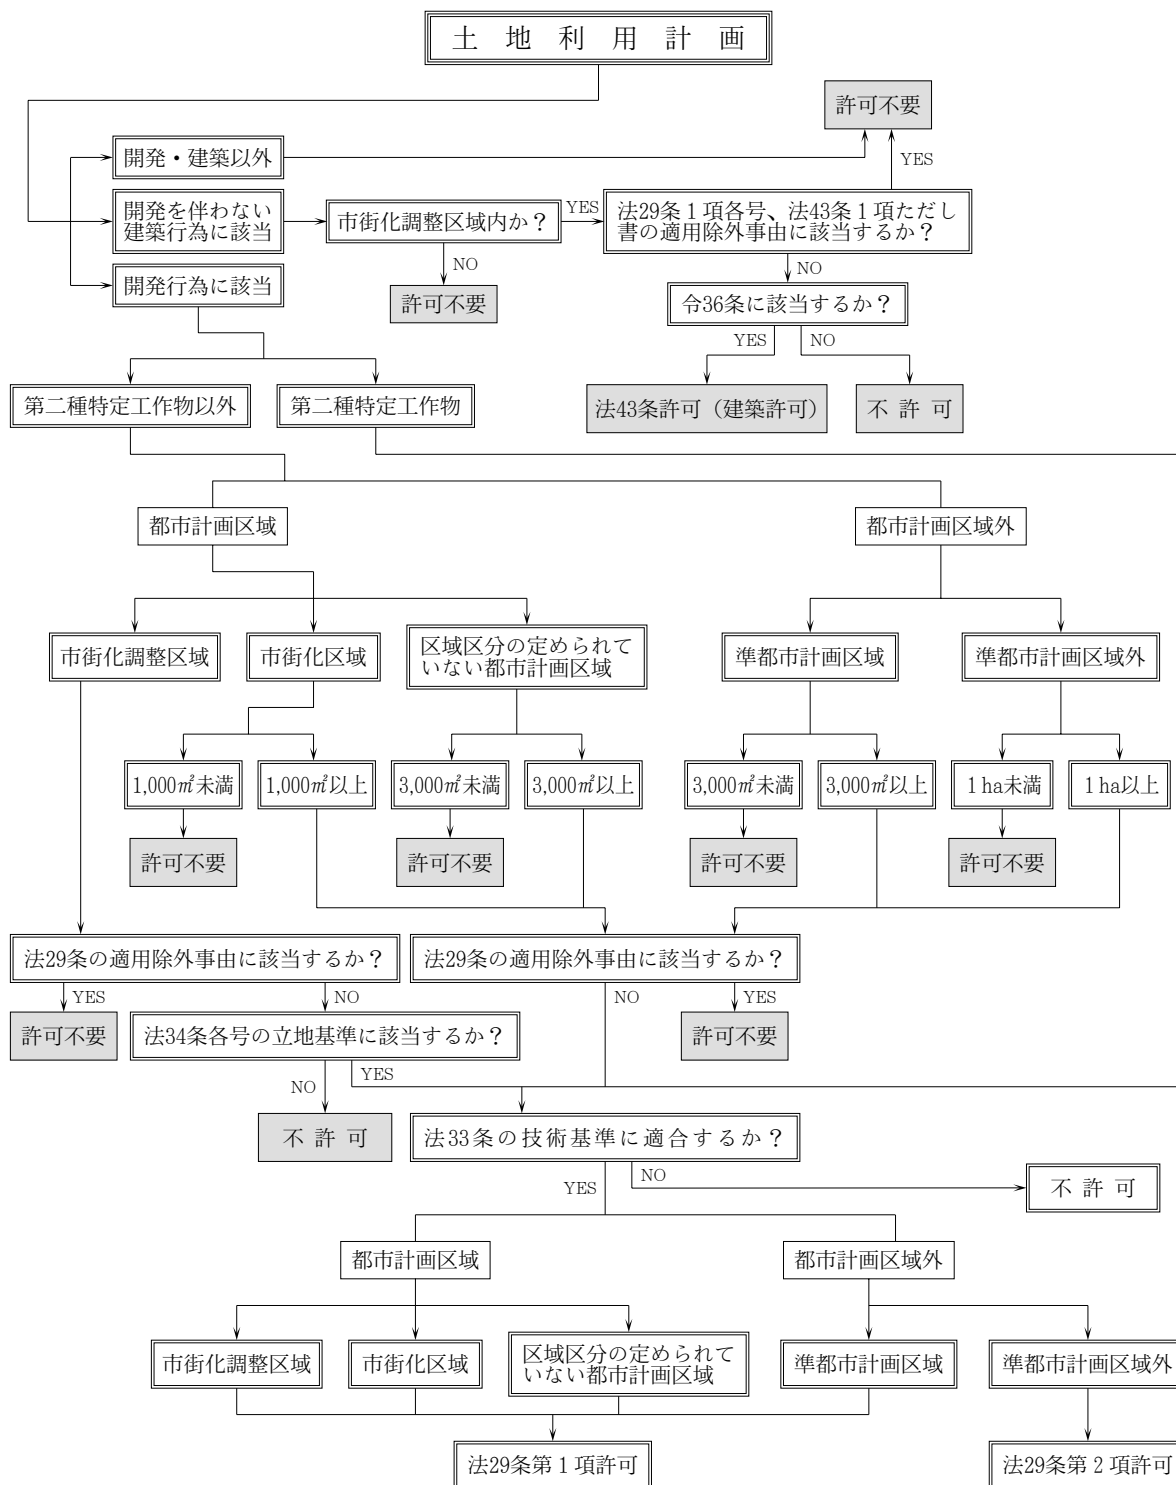 土地利用計画
許可不要
開発・建築以外
YES
開発を伴わない
建築行為に該当
市街化調整区域内か？
YES
法29条１項各号、法43条１項ただし
書の適用除外事由に該当するか？
開発行為に該当
NO
許可不要
NO
令36条に該当するか？
YES
NO
第二種特定工作物以外
第二種特定工作物
法43条許可（建築許可）
不許可
都市計画区域
都市計画区域外
市街化調整区域
市街化区域
区域区分の定められて
いない都市計画区域
準都市計画区域
準都市計画区域外
1,000㎡未満
1,000㎡以上
3,000㎡未満
3,000㎡以上
3,000㎡未満
3,000㎡以上
１ha未満
１ha以上
許可不要
許可不要
許可不要
許可不要
法29条の適用除外事由に該当するか？
法29条の適用除外事由に該当するか？
YES
NO
NO
YES
許可不要
法34条各号の立地基準に該当するか？
許可不要
NO
YES
不許可
法33条の技術基準に適合するか？
YES
NO
不許可
都市計画区域
都市計画区域外
市街化調整区域
市街化区域
区域区分の定められて
いない都市計画区域
準都市計画区域
準都市計画区域外
法29条第１項許可
法29条第２項許可